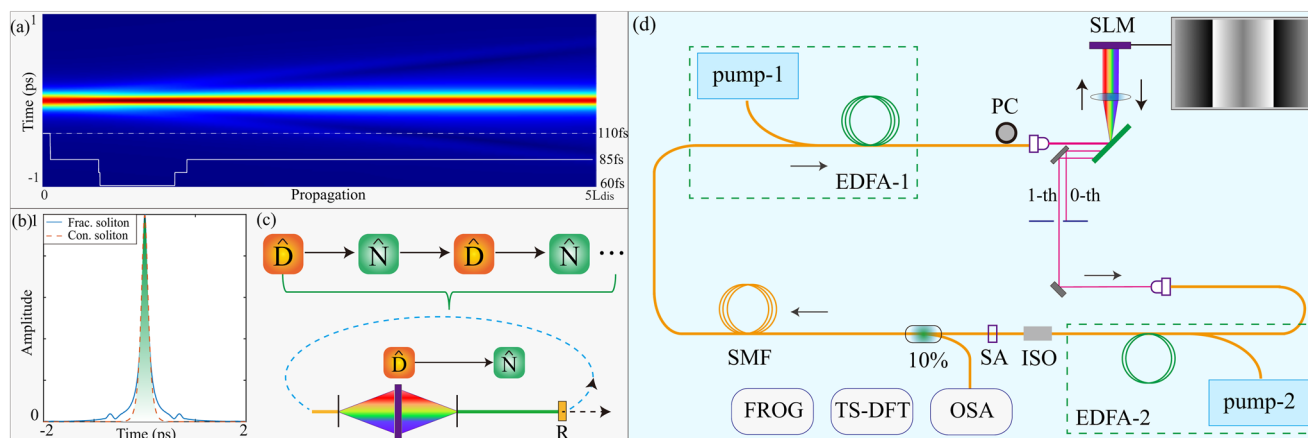 (a)
1
Time (ps)
-1
110fs
85fs
60fs
0
Propagation
5Ldis
(b)
1
Frac. soliton
Con. soliton
Amplitude
0
-2
Time (ps)
2
(c)
D̂ N̂ D̂ N̂ ...
D̂ N̂
R
(d)
SLM
pump-1
PC
EDFA-1
1-th 0-th
SMF
10%
SA
ISO
FROG
TS-DFT
OSA
EDFA-2
pump-2